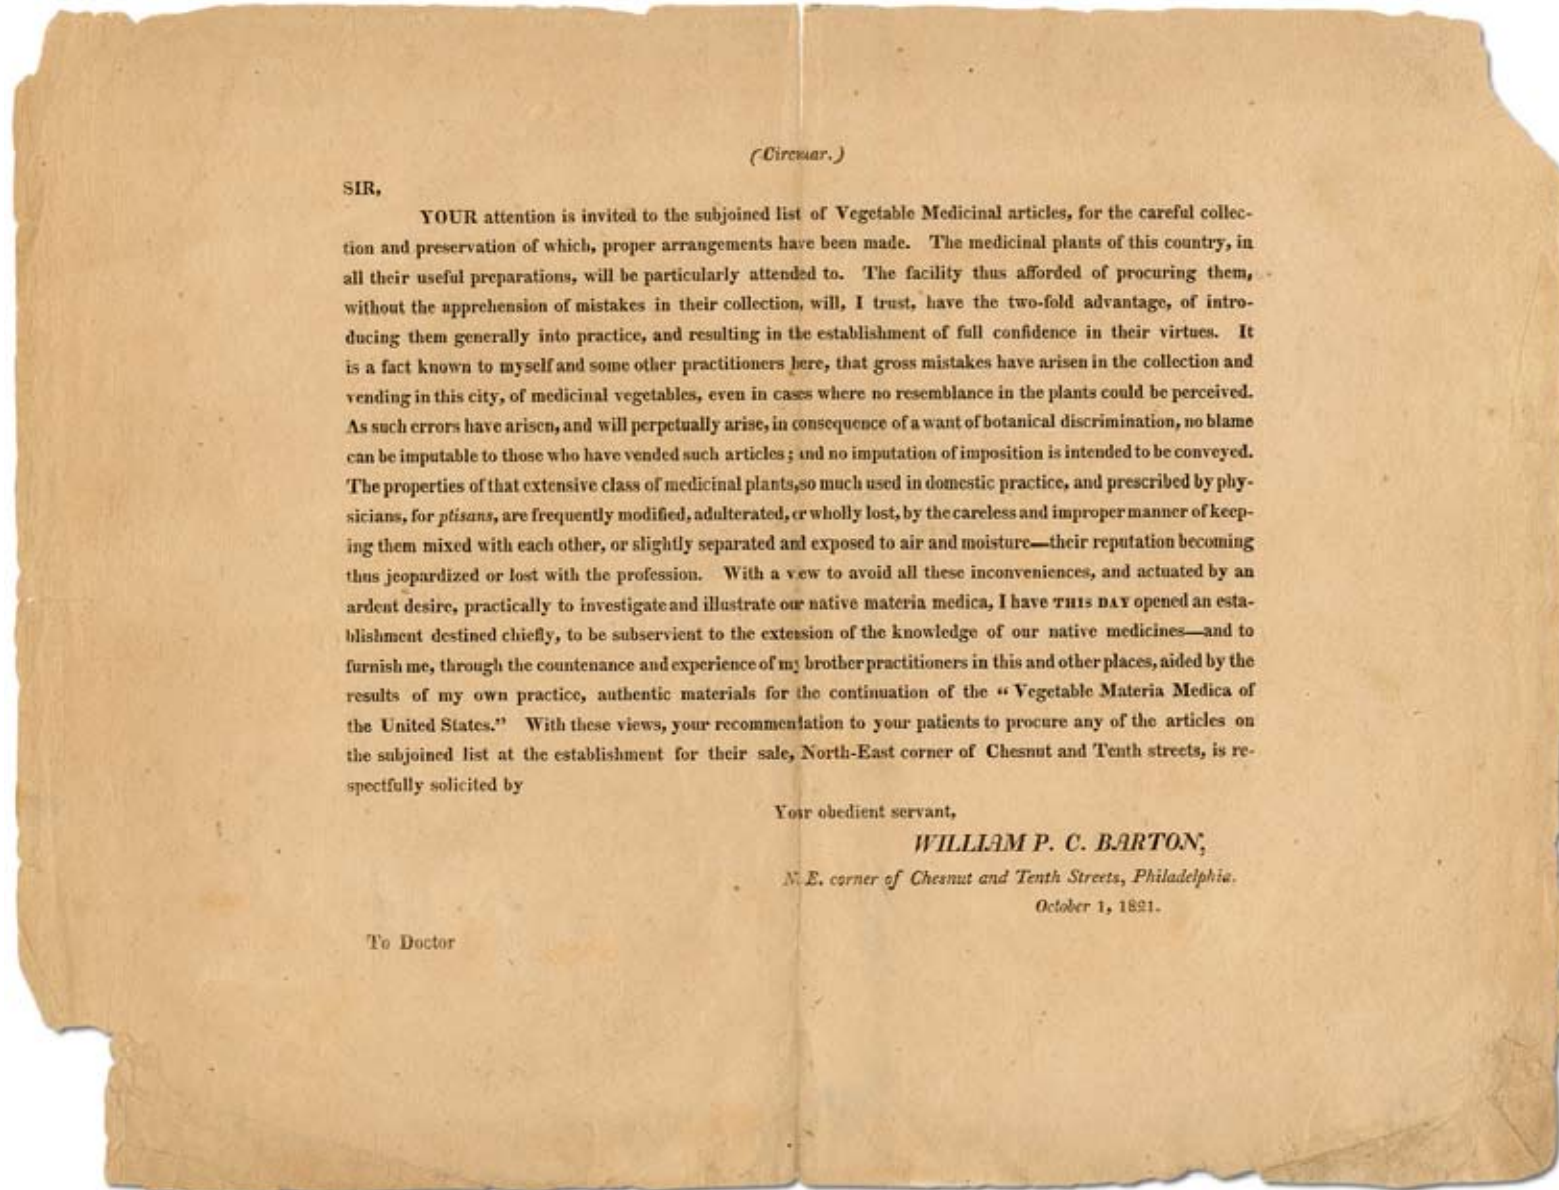 (Circular.)
SIR,
YOUR attention is invited to the subjoined list of Vegetable Medicinal articles, for the careful collec-
tion and preservation of which, proper arrangements have been made. The medicinal plants of this country, in
all their useful preparations, will be particularly attended to. The facility thus afforded of procuring them,
without the apprehension of mistakes in their collection, will, I trust, have the two-fold advantage, of intro-
ducing them generally into practice, and resulting in the establishment of full confidence in their virtues. It
is a fact known to myself and some other practitioners here, that gross mistakes have arisen in the collection and
vending in this city, of medicinal vegetables, even in cases where no resemblance in the plants could be perceived.
As such errors have arisen, and will perpetually arise, in consequence of a want of botanical discrimination, no blame
can be imputable to those who have vended such articles; and no imputation of imposition is intended to be conveyed.
The properties of that extensive class of medicinal plants,so much used in domestic practice, and prescribed by phy-
sicians, for ptisans, are frequently modified, adulterated, or wholly lost, by the careless and improper manner of keep-
ing them mixed with each other, or slightly separated and exposed to air and moisture—their reputation becoming
thus jeopardized or lost with the profession. With a view to avoid all these inconveniences, and actuated by an
ardent desire, practically to investigate and illustrate our native materia medica, I have THIS DAY opened an esta-
blishment destined chiefly, to be subservient to the extension of the knowledge of our native medicines—and to
furnish me, through the countenance and experience of my brother practitioners in this and other places, aided by the
results of my own practice, authentic materials for the continuation of the “ Vegetable Materia Medica of
the United States.” With these views, your recommendation to your patients to procure any of the articles on
the subjoined list at the establishment for their sale, North-East corner of Chesnut and Tenth streets, is re-
spectfully solicited by
Your obedient servant,
WILLIAM P. C. BARTON,
N. E. corner of Chesnut and Tenth Streets, Philadelphia.
October 1, 1821.
To Doctor